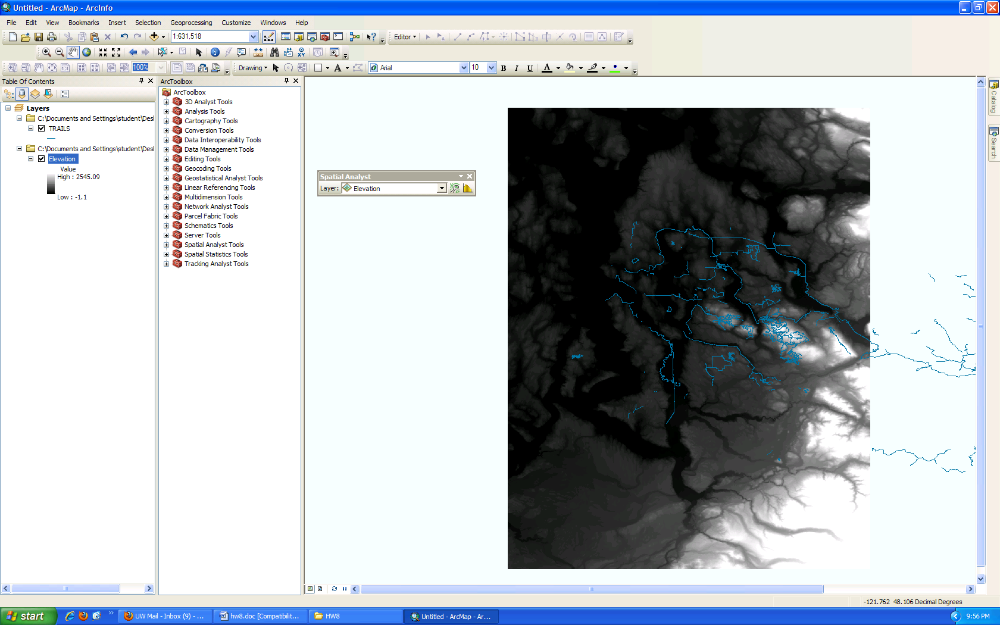 Untitled - ArcMap - ArcInfo
File Edit View Bookmarks Insert Selection Geoprocessing Customize Windows Help
1:631,518
Editor
100%
Drawing
Arial
10
B I U A
Table Of Contents
ArcToolbox
Layers
C:\Documents and Settings\student\Desl
TRAILS
C:\Documents and Settings\student\Desl
Elevation
Value
High : 2545.09
Low : -1.1
ArcToolbox
3D Analyst Tools
Analysis Tools
Cartography Tools
Conversion Tools
Data Interoperability Tools
Data Management Tools
Editing Tools
Geocoding Tools
Geostatistical Analyst Tools
Linear Referencing Tools
Multidimension Tools
Network Analyst Tools
Parcel Fabric Tools
Schematics Tools
Server Tools
Spatial Analyst Tools
Spatial Statistics Tools
Tracking Analyst Tools
Spatial Analyst
Layer: Elevation
Catalog
Search
-121.762 48.106 Decimal Degrees
start
UW Mail - Inbox (9) - ...
hw8.doc [Compatibilit...
HW8
Untitled - ArcMap - Ar...
9:56 PM